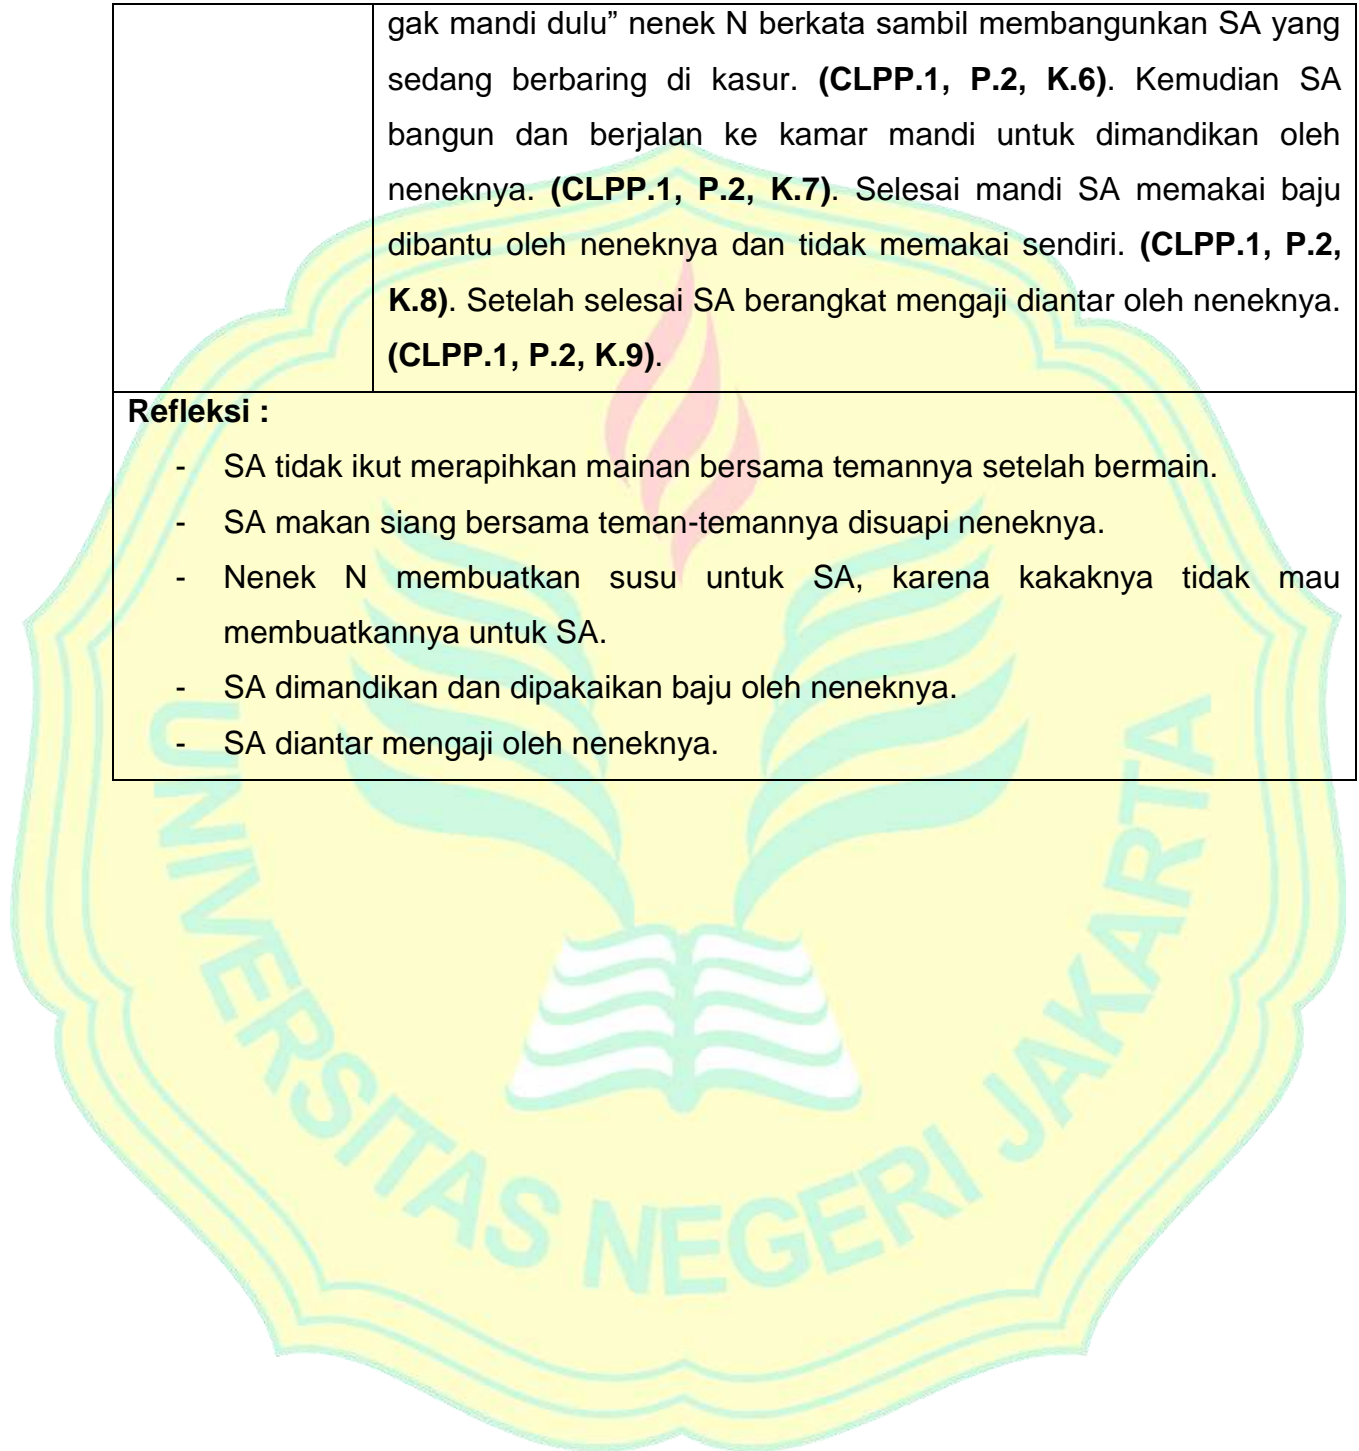 gak mandi dulu” nenek N berkata sambil membangunkan SA yang
sedang berbaring di kasur. (CLPP.1, P.2, K.6). Kemudian SA
bangun dan berjalan ke kamar mandi untuk dimandikan oleh
neneknya. (CLPP.1, P.2, K.7). Selesai mandi SA memakai baju
dibantu oleh neneknya dan tidak memakai sendiri. (CLPP.1, P.2,
K.8). Setelah selesai SA berangkat mengaji diantar oleh neneknya.
(CLPP.1, P.2, K.9).
Refleksi :
- SA tidak ikut merapihkan mainan bersama temannya setelah bermain.
- SA makan siang bersama teman-temannya disuapi neneknya.
- Nenek N membuatkan susu untuk SA, karena kakaknya tidak mau
membuatkannya untuk SA.
- SA dimandikan dan dipakaikan baju oleh neneknya.
- SA diantar mengaji oleh neneknya.
UNIVERSITAS NEGERI JAKARTA